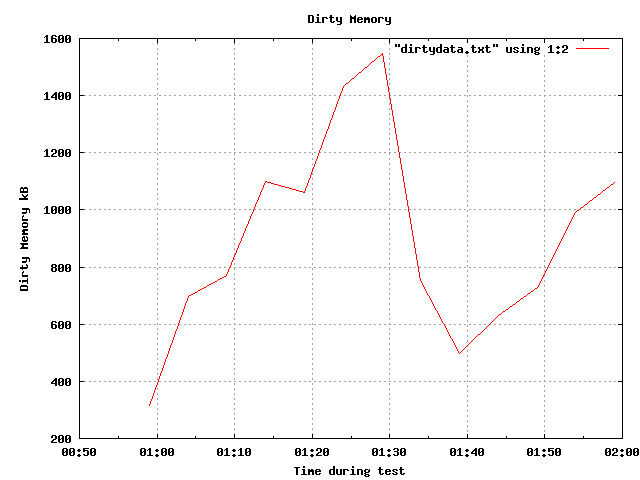 Dirty Memory
"dirtydata.txt" using 1:2
1600
1400
1200
1000
800
600
400
200
Dirty Memory kB
00:50 01:00 01:10 01:20 01:30 01:40 01:50 02:00
Time during test